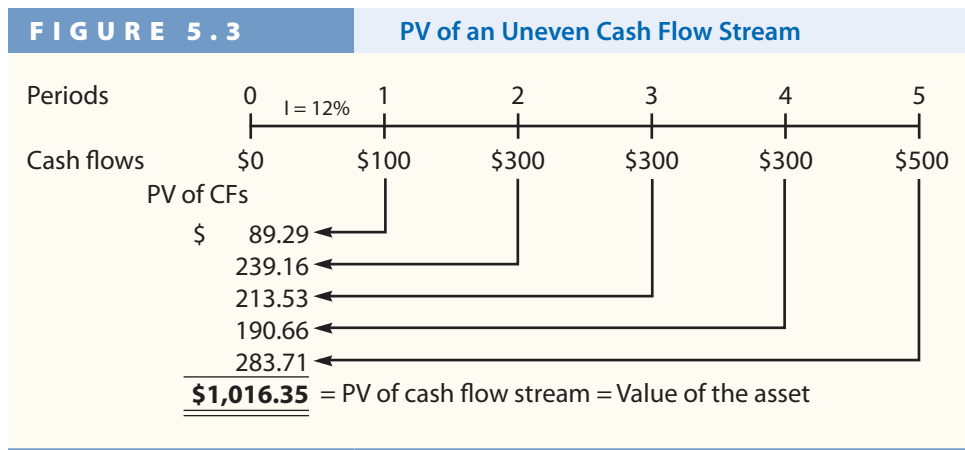 FIGURE 5.3 PV of an Uneven Cash Flow Stream
Periods 0 I = 12% 1 2 3 4 5
Cash flows $0 $100 $300 $300 $300 $500
PV of CFs
$ 89.29
239.16
213.53
190.66
283.71
$1,016.35 = PV of cash flow stream = Value of the asset